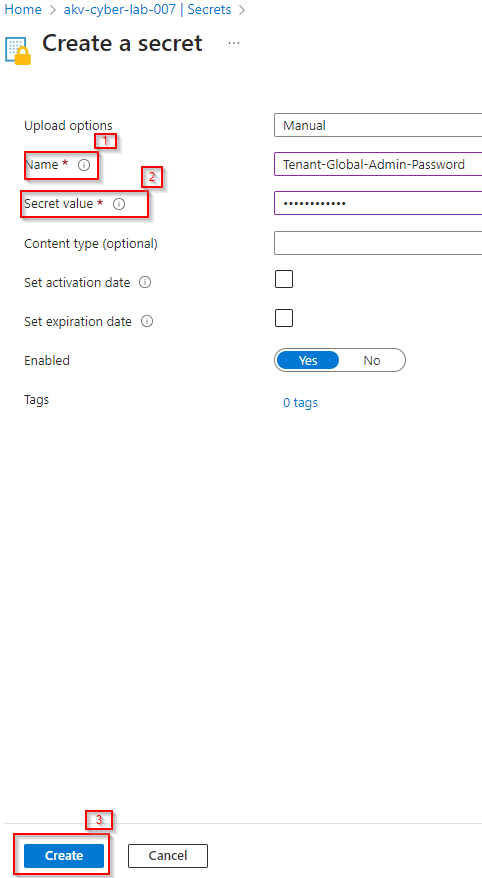 Home > akv-cyber-lab-007 | Secrets >
Create a secret ...
Upload options Manual
1
Name * Tenant-Global-Admin-Password
2
Secret value * ••••••••••••
Content type (optional)
Set activation date
Set expiration date
Enabled Yes No
Tags 0 tags
3
Create Cancel